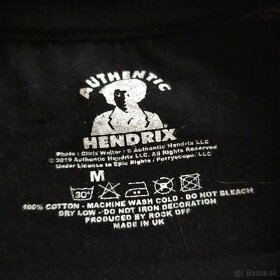 AUTHENTIC
HENDRIX
Photo : Chris Walter / © Authentic Hendrix LLC
© 2019 Authentic Hendrix LLC. All Rights Reserved
Under License to Epic Rights / Perryscope. LLC
M
30°
100% COTTON - MACHINE WASH COLD - DO NOT BLEACH
DRY LOW - DO NOT IRON DECORATION
PRODUCED BY ROCK OFF
MADE IN UK
bazos.sk